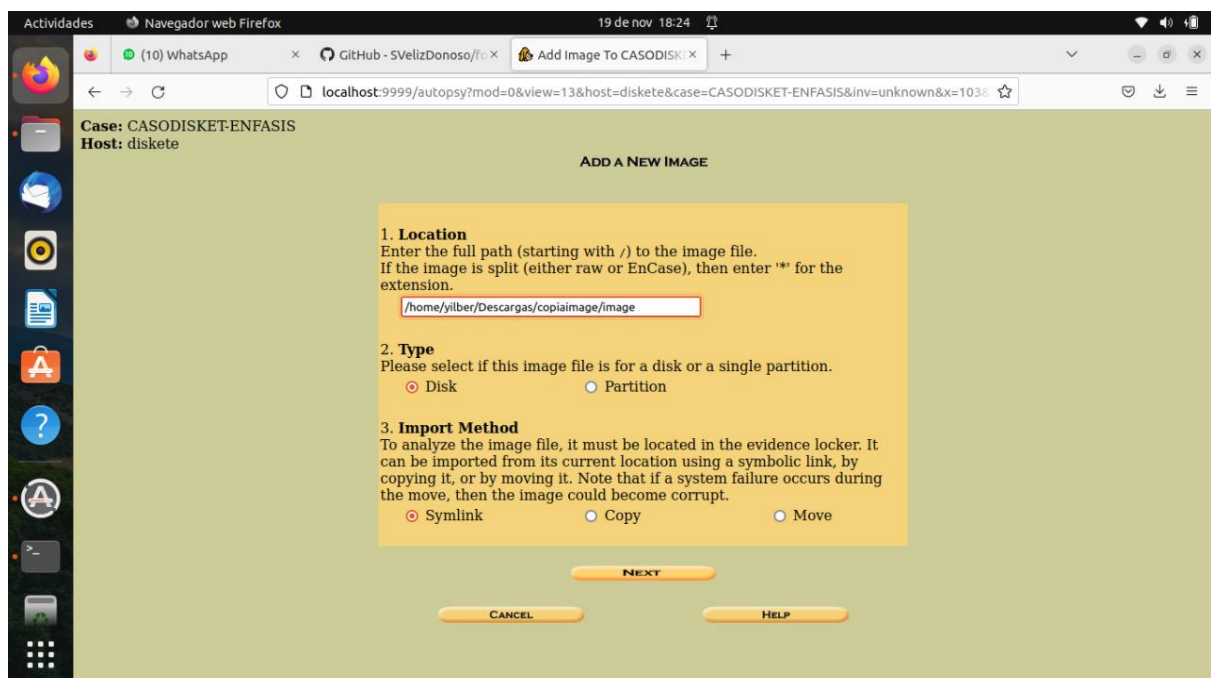 Actividades
Navegador web Firefox
19 de nov 18:24
(10) WhatsApp
GitHub - SVelizDonoso/fo
Add Image To CASODISKE
localhost:9999/autopsy?mod=0&view=13&host=diskete&case=CASODISKET-ENFASIS&inv=unknown&x=103
Case: CASODISKET-ENFASIS
Host: diskete
ADD A NEW IMAGE
1. Location
Enter the full path (starting with /) to the image file.
If the image is split (either raw or EnCase), then enter '*' for the
extension.
/home/yilber/Descargas/copiaimage/image
2. Type
Please select if this image file is for a disk or a single partition.
Disk Partition
3. Import Method
To analyze the image file, it must be located in the evidence locker. It
can be imported from its current location using a symbolic link, by
copying it, or by moving it. Note that if a system failure occurs during
the move, then the image could become corrupt.
Symlink Copy Move
NEXT
CANCEL HELP